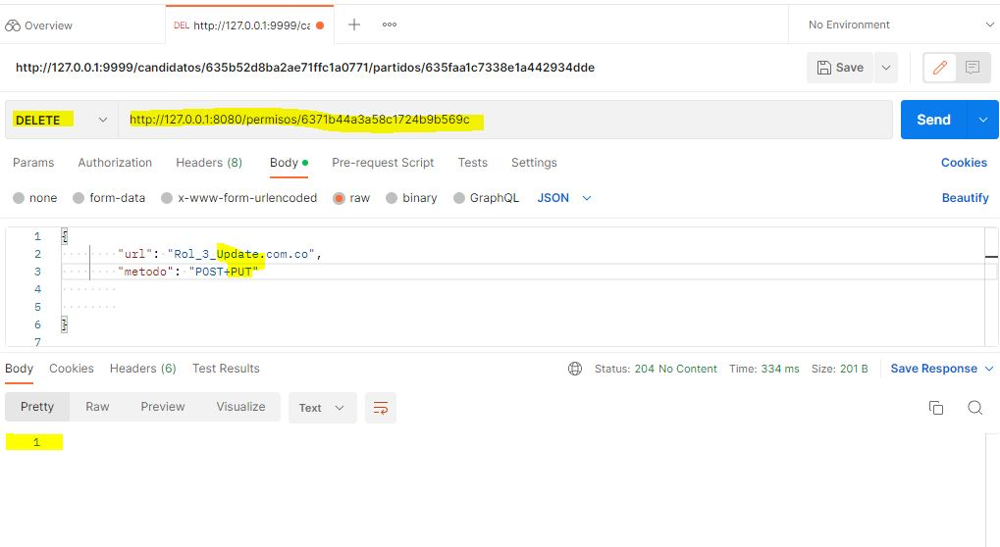 Overview
DEL http://127.0.0.1:9999/ca
No Environment
http://127.0.0.1:9999/candidatos/635b52d8ba2ae71ffc1a0771/partidos/635faa1c7338e1a442934dde
Save
DELETE
http://127.0.0.1:8080/permisos/6371b44a3a58c1724b9b569c
Send
Params Authorization Headers (8) Body Pre-request Script Tests Settings Cookies
none form-data x-www-form-urlencoded raw binary GraphQL JSON Beautify
1 {
2 "url": "Rol_3_Update.com.co",
3 "metodo": "POST+PUT"
4
5
6 }
7
Body Cookies Headers (6) Test Results Status: 204 No Content Time: 334 ms Size: 201 B Save Response
Pretty Raw Preview Visualize Text
1